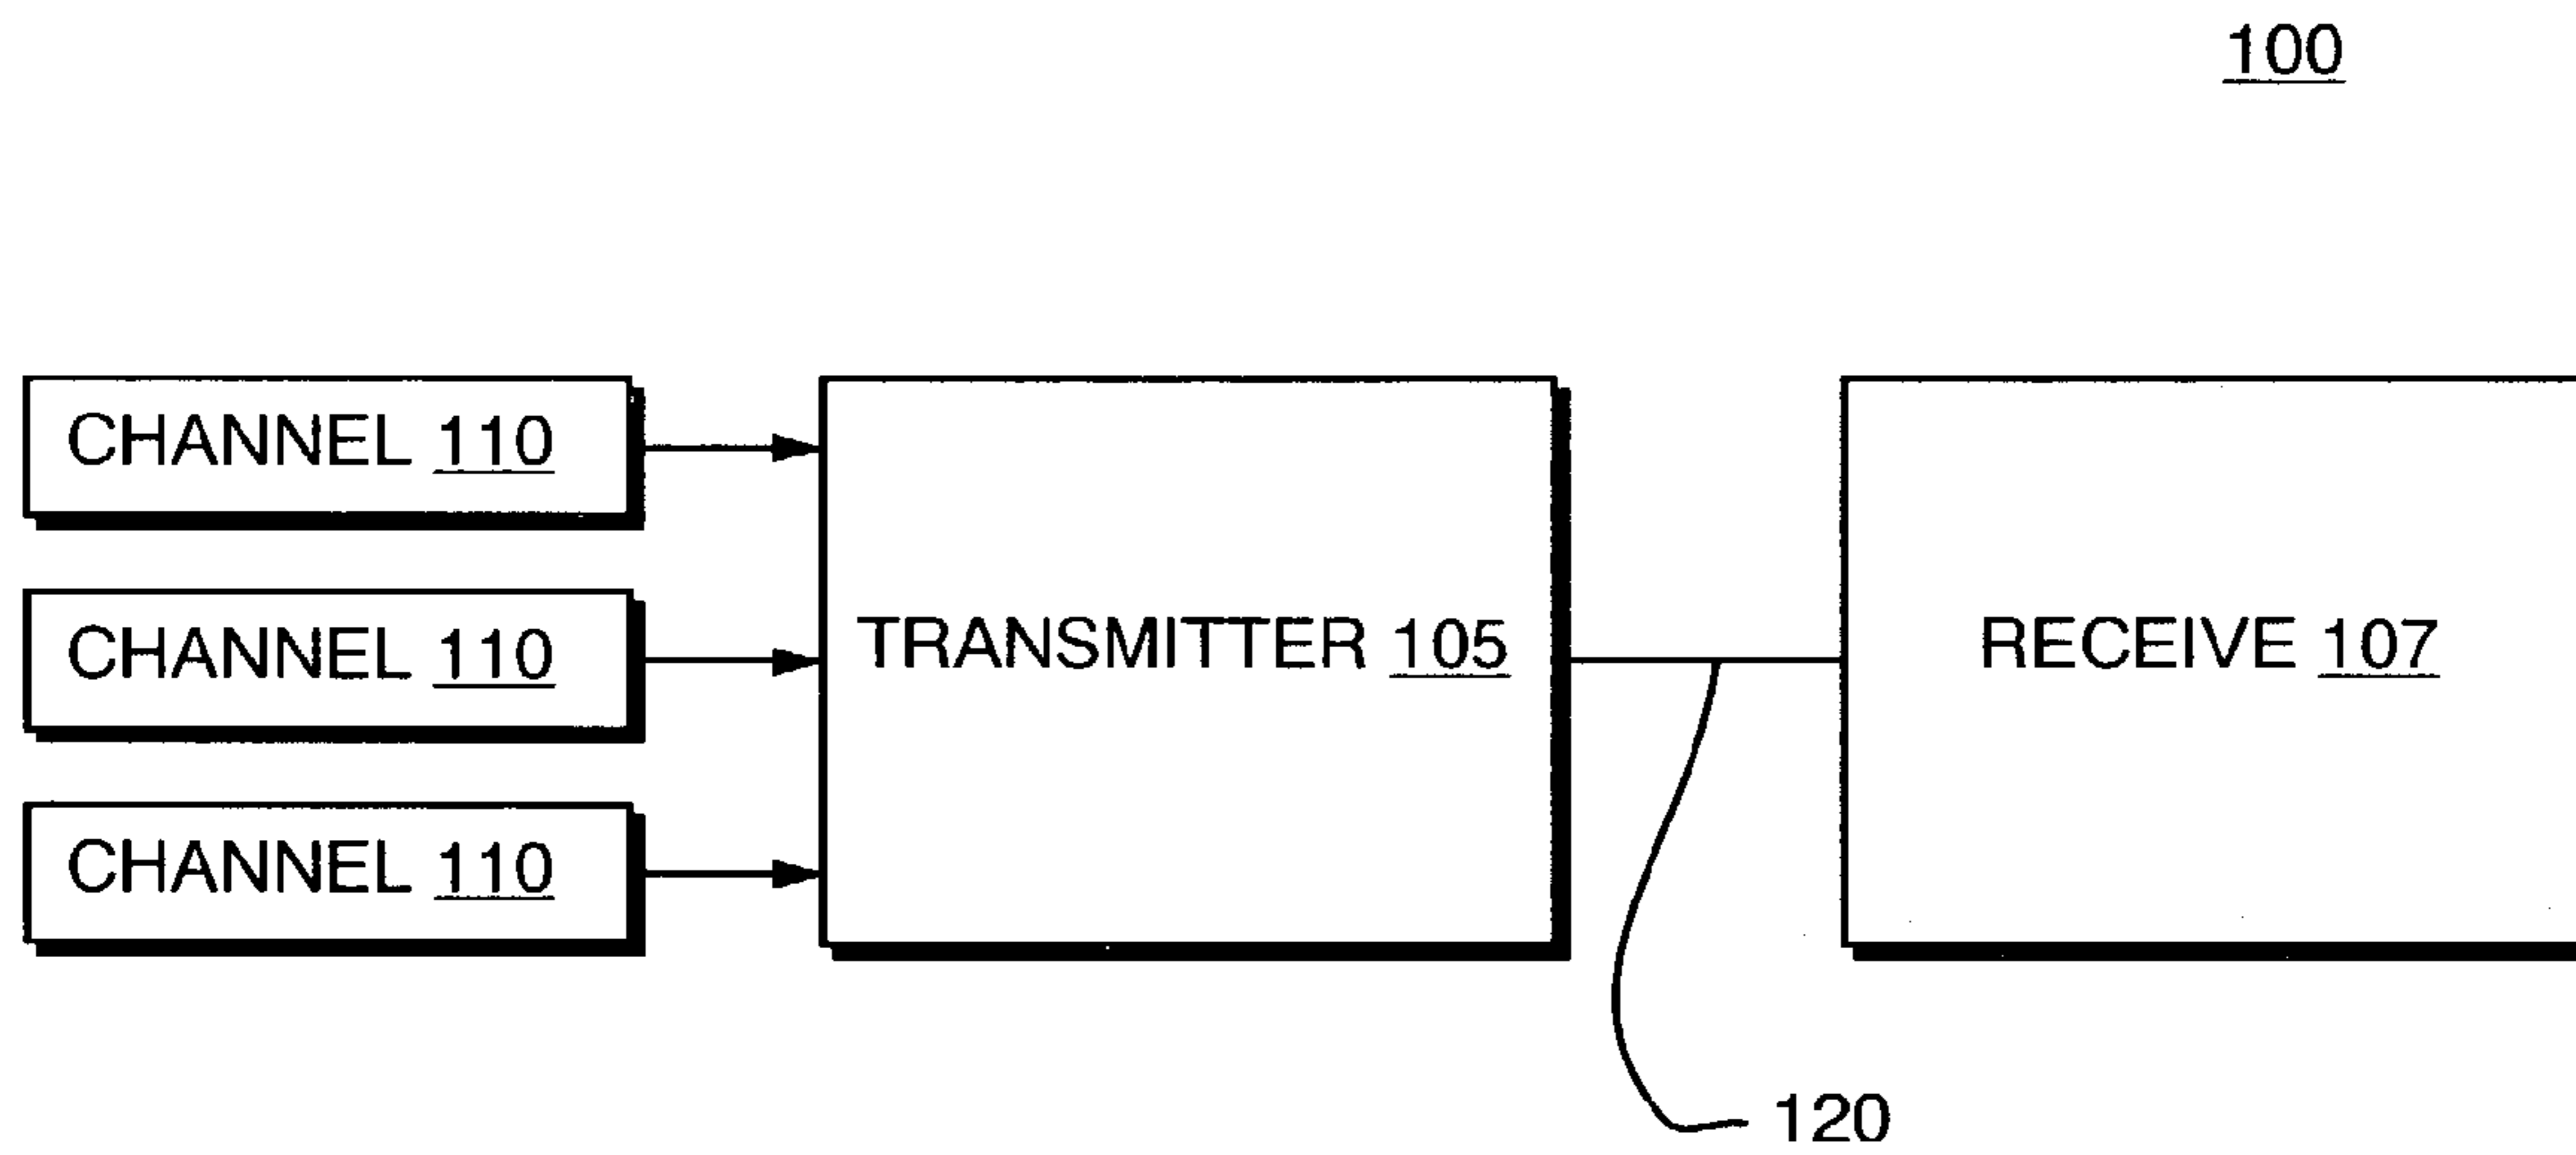 100
CHANNEL 110
CHANNEL 110
TRANSMITTER 105
RECEIVE 107
CHANNEL 110
120